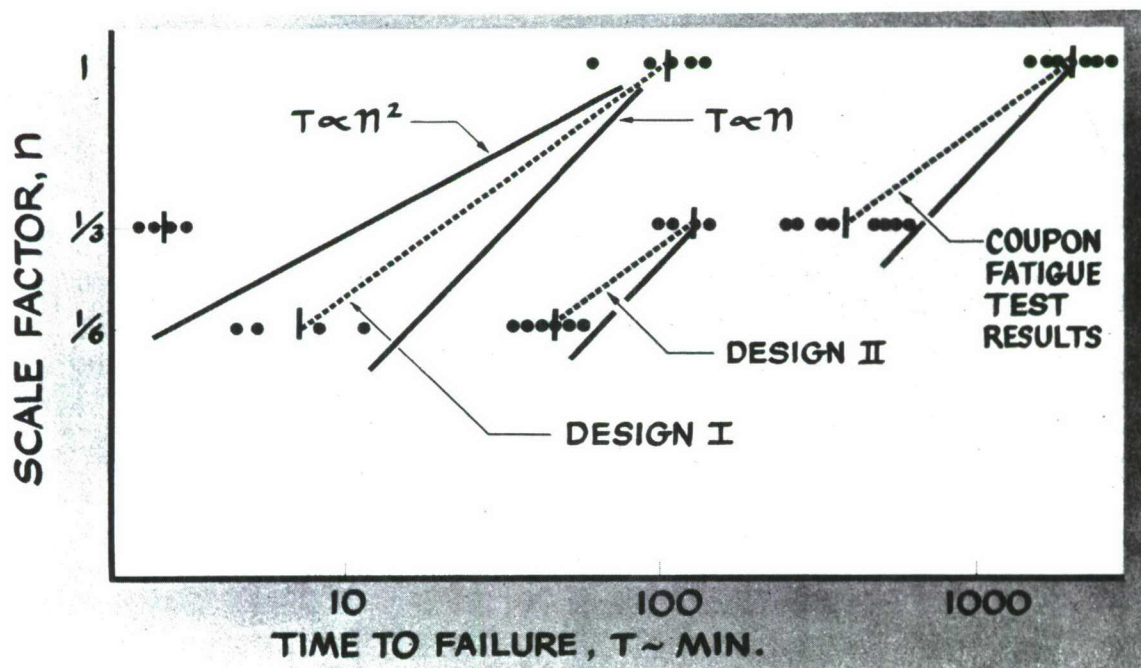 1
T∝n²
T∝n
SCALE FACTOR, n
1/3
COUPON
FATIGUE
TEST
RESULTS
1/6
DESIGN II
DESIGN I
10
100
1000
TIME TO FAILURE, T~MIN.